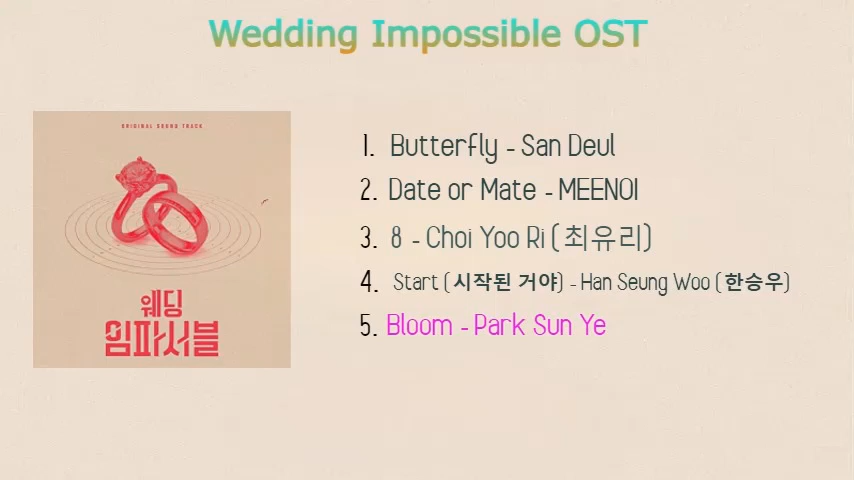 Wedding Impossible OST
ORIGINAL SOUND TRACK
웨딩
임파서블
1. Butterfly - San Deul
2. Date or Mate - MEENOI
3. 8 - Choi Yoo Ri (최유리)
4. Start (시작된 거야) - Han Seung Woo (한승우)
5. Bloom - Park Sun Ye